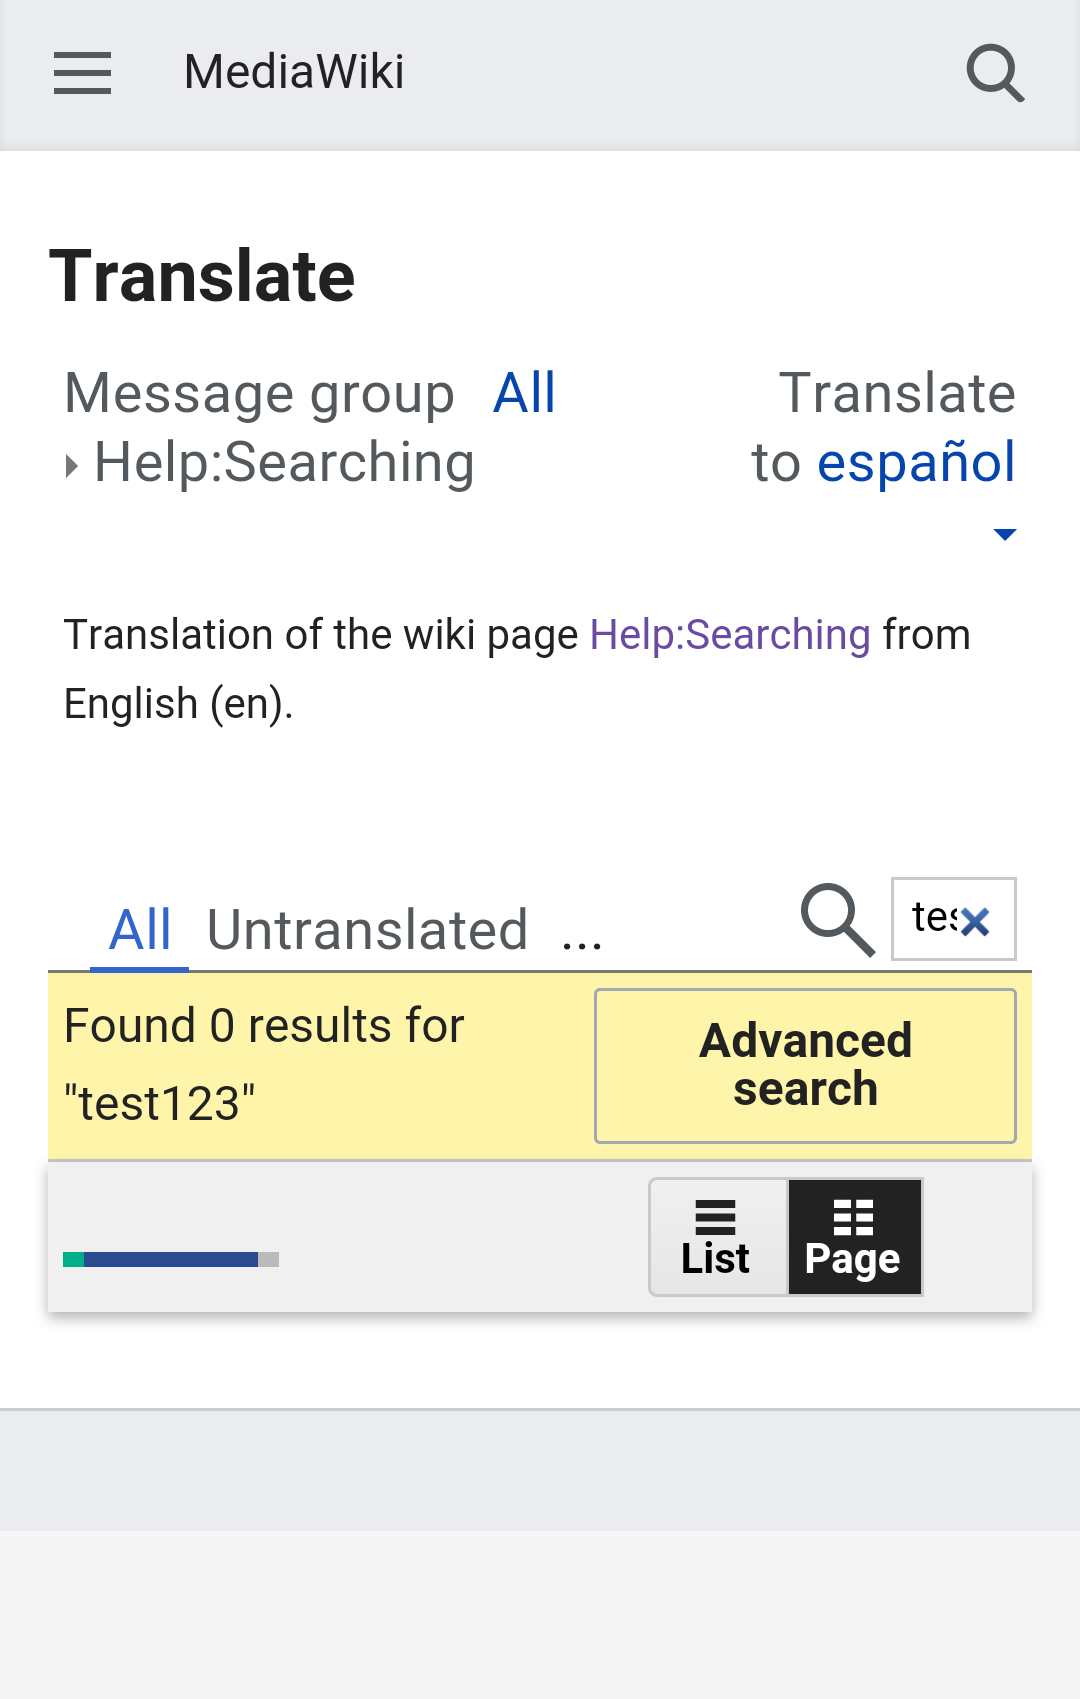 MediaWiki
Translate
Message group All
Help:Searching
Translate
to español
Translation of the wiki page Help:Searching from
English (en).
All Untranslated ...
Found 0 results for
"test123"
Advanced
search
List
Page